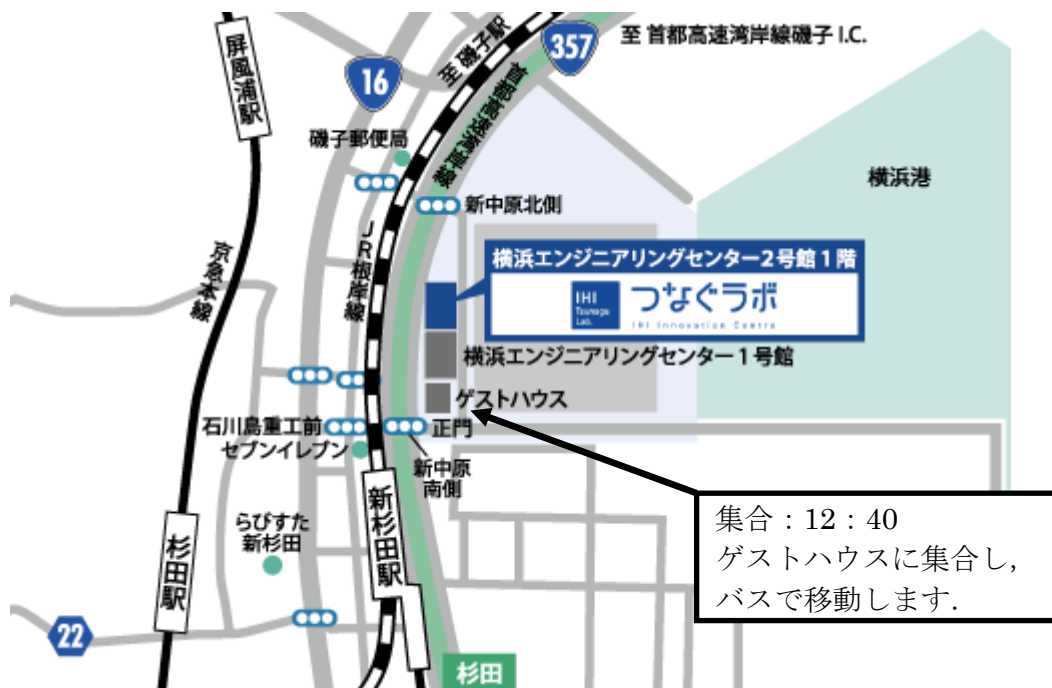 屏風浦駅
16
至 磯子駅
357
至 首都高速湾岸線磯子 I.C.
首都高速湾岸線
磯子郵便局
横浜港
新中原北側
京急本線
JR根岸線
横浜エンジニアリングセンター2号館 1 階
IHI
Tsunagu
Lab.
つなぐラボ
IHI Innovation Centre
横浜エンジニアリングセンター 1 号館
ゲストハウス
石川島重工前
正門
セブンイレブン
新中原
南側
新杉田駅
らびすた
新杉田
杉田駅
集合：12：40
ゲストハウスに集合し,
バスで移動します.
22
杉田